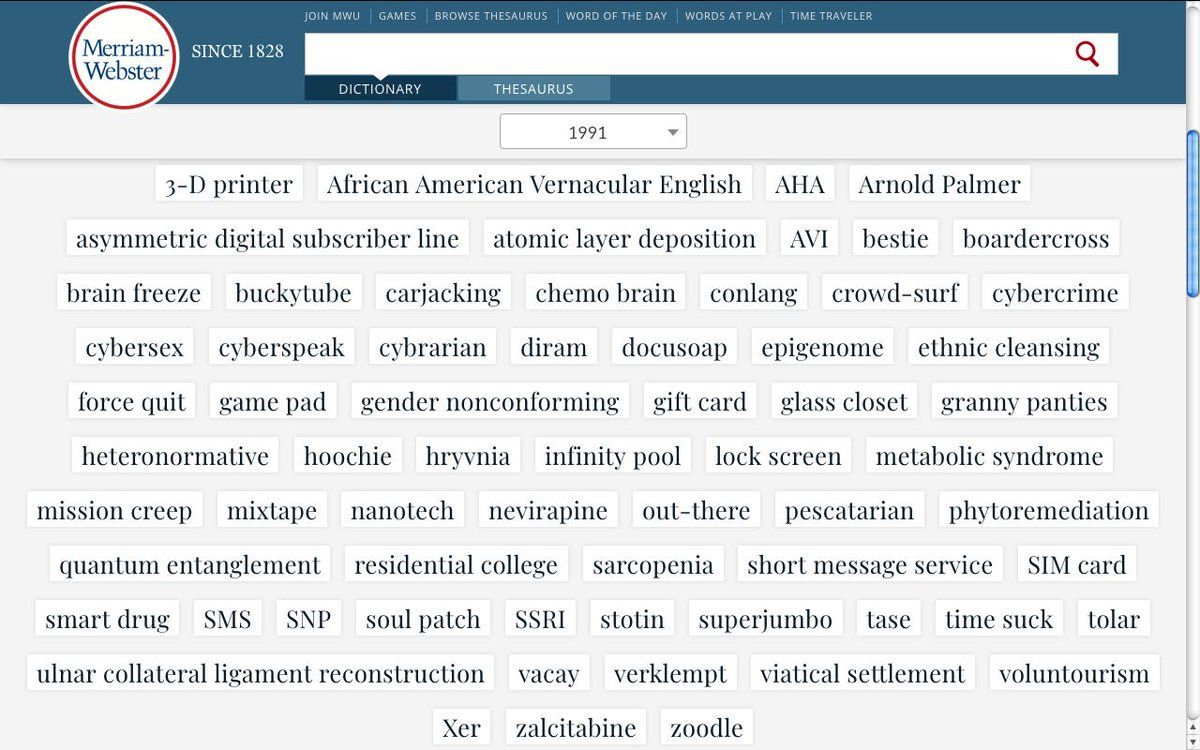 JOIN MWU GAMES BROWSE THESAURUS WORD OF THE DAY WORDS AT PLAY TIME TRAVELER
Merriam-
Webster
SINCE 1828
DICTIONARY THESAURUS
1991
3-D printer African American Vernacular English AHA Arnold Palmer
asymmetric digital subscriber line atomic layer deposition AVI bestie boardercross
brain freeze buckytube carjacking chemo brain conlang crowd-surf cybercrime
cybersex cyberspeak cybrarian diram docusoap epigenome ethnic cleansing
force quit game pad gender nonconforming gift card glass closet granny panties
heteronormative hoochie hryvnia infinity pool lock screen metabolic syndrome
mission creep mixtape nanotech nevirapine out-there pescatarian phytoremediation
quantum entanglement residential college sarcopenia short message service SIM card
smart drug SMS SNP soul patch SSRI stotin superjumbo tase time suck tolar
ulnar collateral ligament reconstruction vacay verklempt viatical settlement voluntourism
Xer zalcitabine zoodle